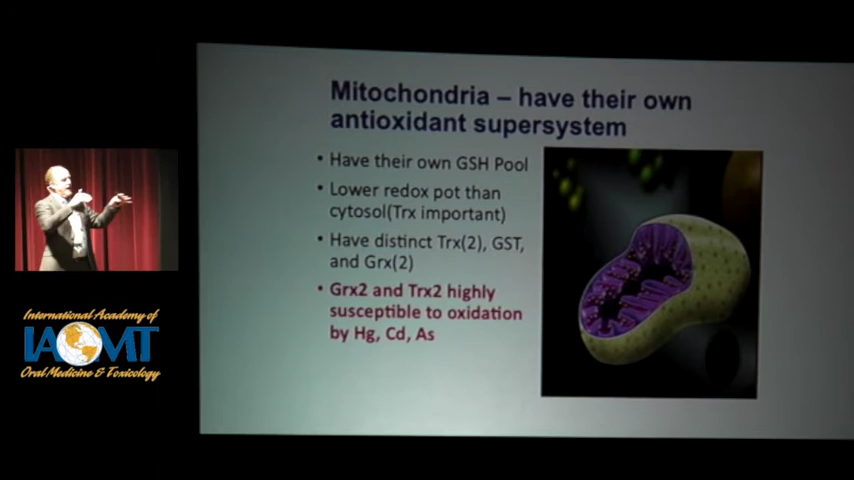 Mitochondria – have their own
antioxidant supersystem
• Have their own GSH Pool
• Lower redox pot than
cytosol(Trx important)
• Have distinct Trx(2), GST,
and Grx(2)
• Grx2 and Trx2 highly
susceptible to oxidation
by Hg, Cd, As
International Academy of
IAOMT
Oral Medicine & Toxicology